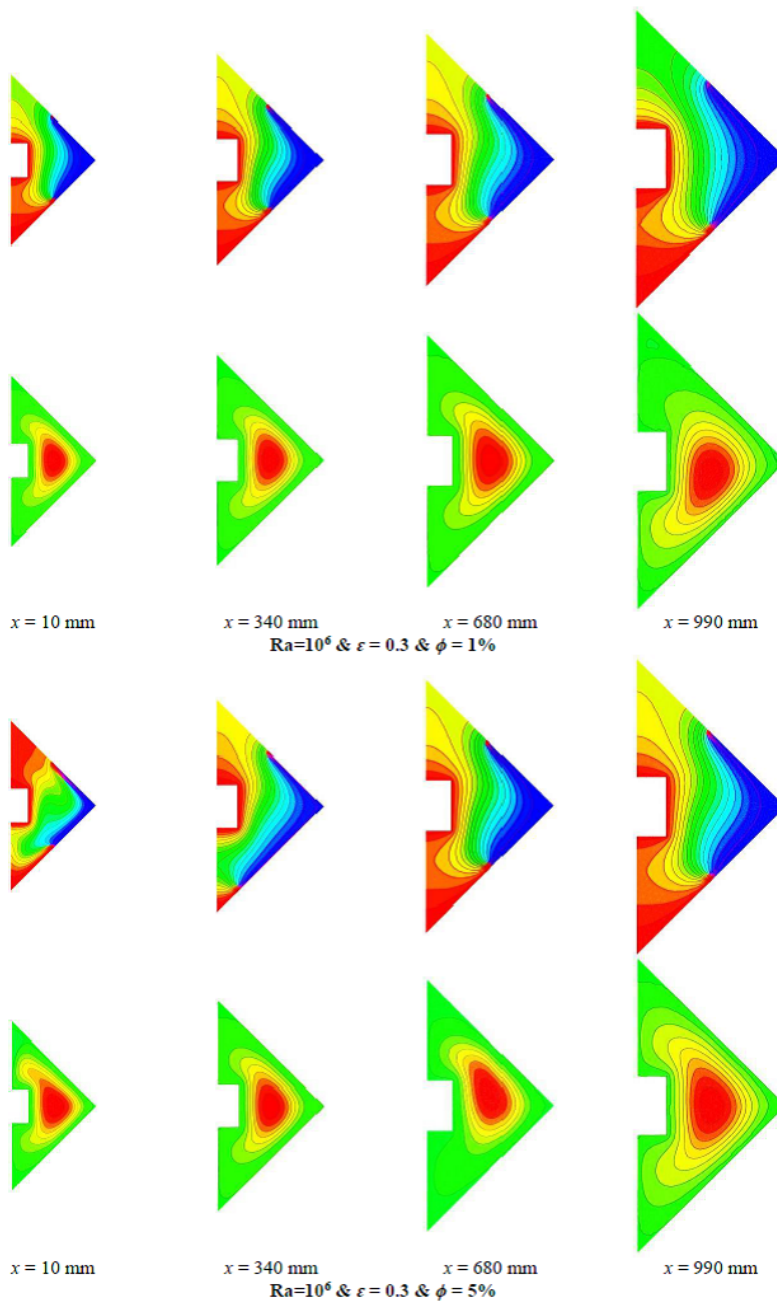 x = 10 mm x = 340 mm x = 680 mm x = 990 mm
Ra=10⁶ & ε = 0.3 & ϕ = 1%
x = 10 mm x = 340 mm x = 680 mm x = 990 mm
Ra=10⁶ & ε = 0.3 & ϕ = 5%